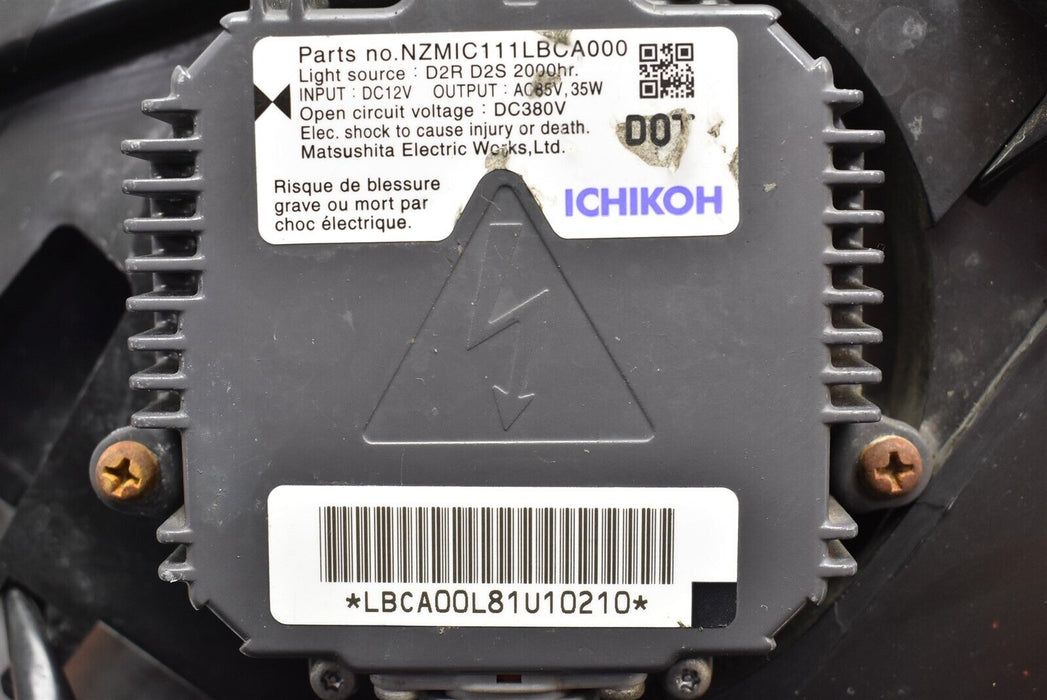 Parts no.NZMIC111LBCA000
Light source : D2R D2S 2000hr.
INPUT : DC12V OUTPUT : AC85V, 35W
Open circuit voltage : DC380V
Elec. shock to cause injury or death.
Matsushita Electric Works,Ltd.
DOT
Risque de blessure
grave ou mort par
choc électrique.
ICHIKOH
*LBCA00L81U10210*